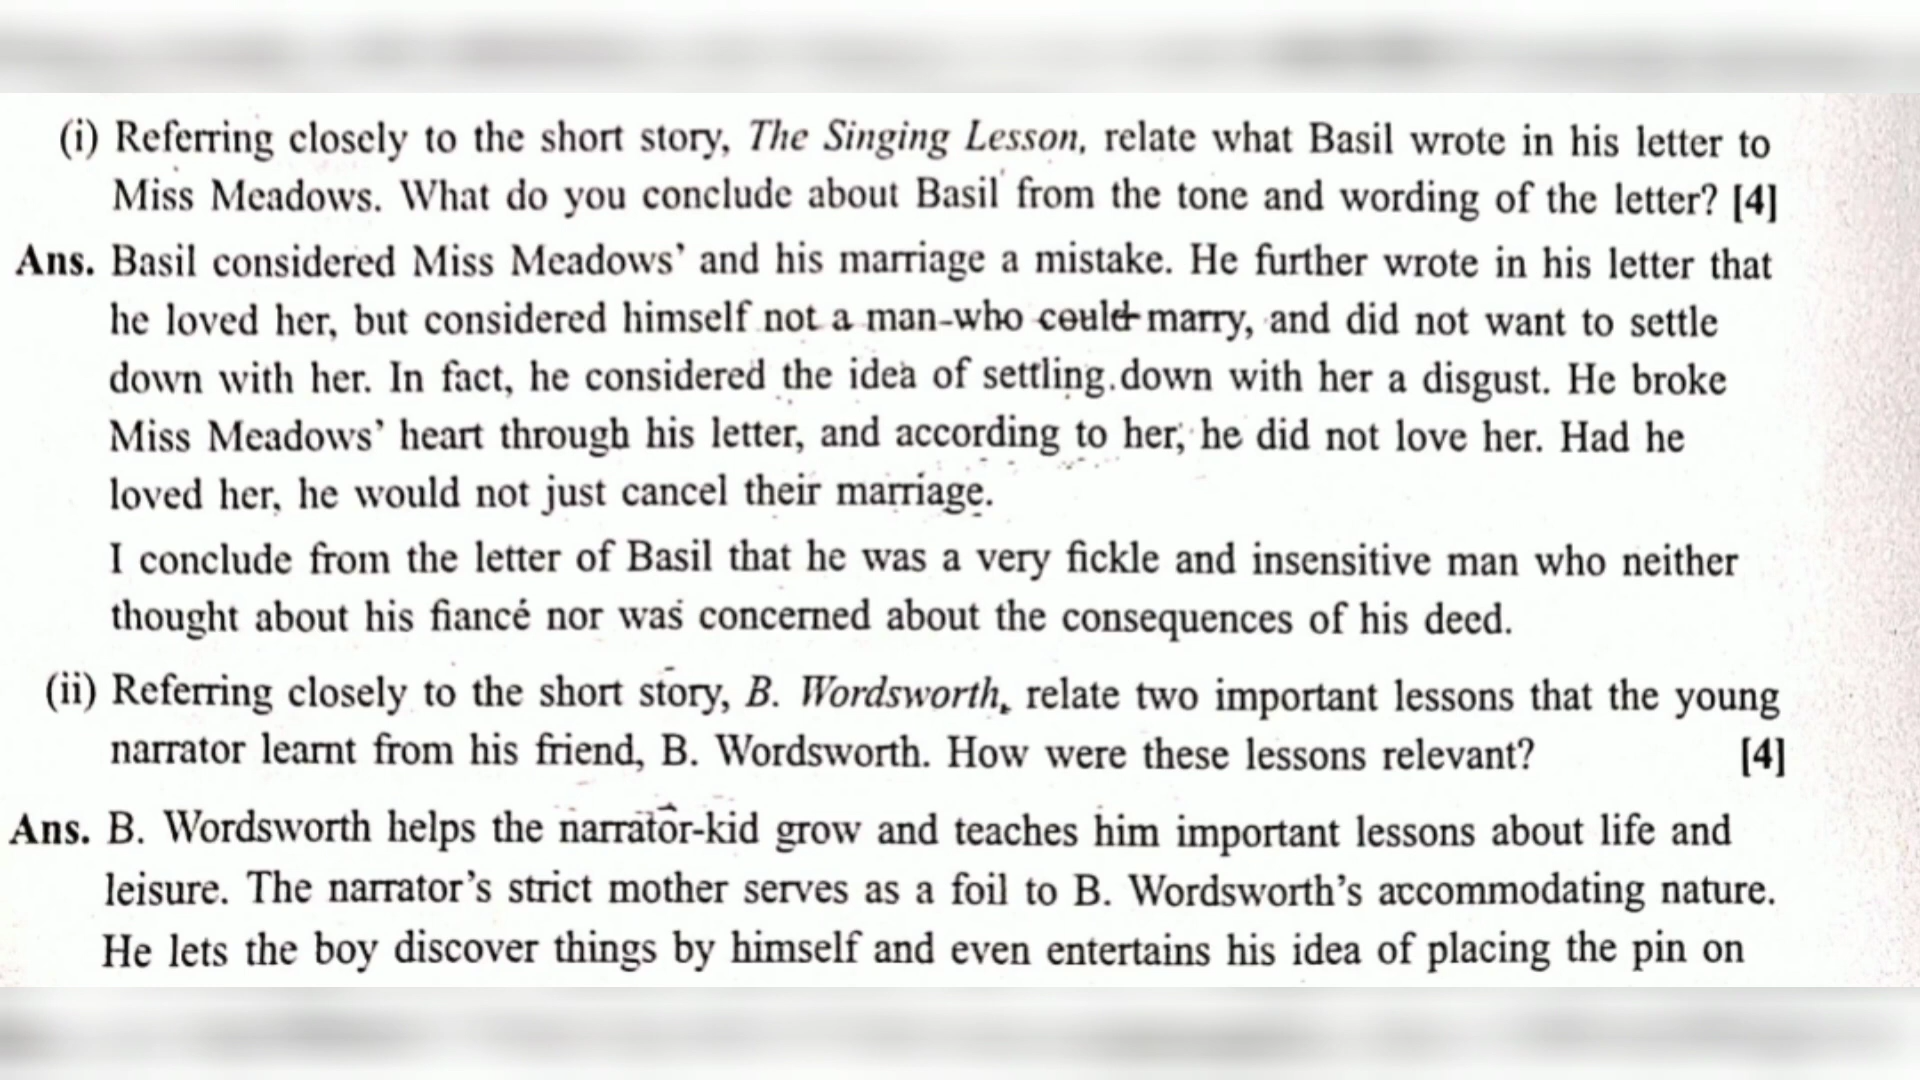 (i) Referring closely to the short story, The Singing Lesson, relate what Basil wrote in his letter to
Miss Meadows. What do you conclude about Basil from the tone and wording of the letter? [4]
Ans. Basil considered Miss Meadows' and his marriage a mistake. He further wrote in his letter that
he loved her, but considered himself not a man who could marry, and did not want to settle
down with her. In fact, he considered the idea of settling down with her a disgust. He broke
Miss Meadows' heart through his letter, and according to her, he did not love her. Had he
loved her, he would not just cancel their marriage.
I conclude from the letter of Basil that he was a very fickle and insensitive man who neither
thought about his fiancé nor was concerned about the consequences of his deed.
(ii) Referring closely to the short story, B. Wordsworth, relate two important lessons that the young
narrator learnt from his friend, B. Wordsworth. How were these lessons relevant? [4]
Ans. B. Wordsworth helps the narrator-kid grow and teaches him important lessons about life and
leisure. The narrator's strict mother serves as a foil to B. Wordsworth's accommodating nature.
He lets the boy discover things by himself and even entertains his idea of placing the pin on